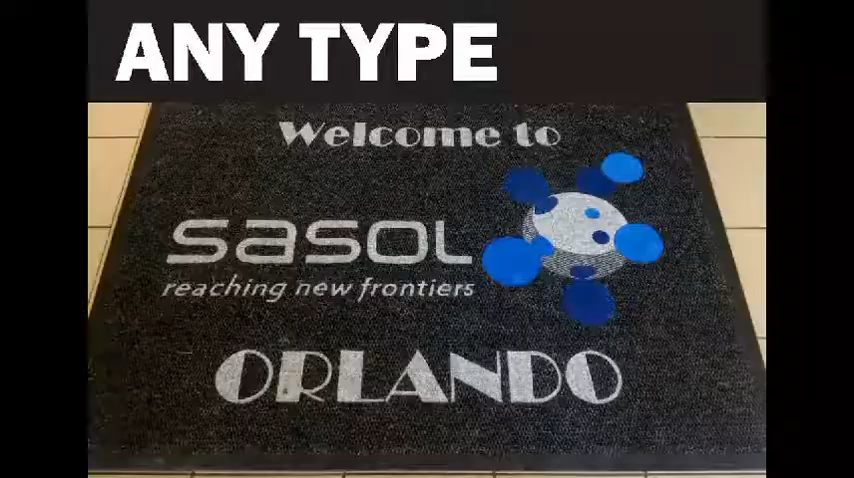 ANY TYPE
Welcome to
sasol
reaching new frontiers
ORLANDO